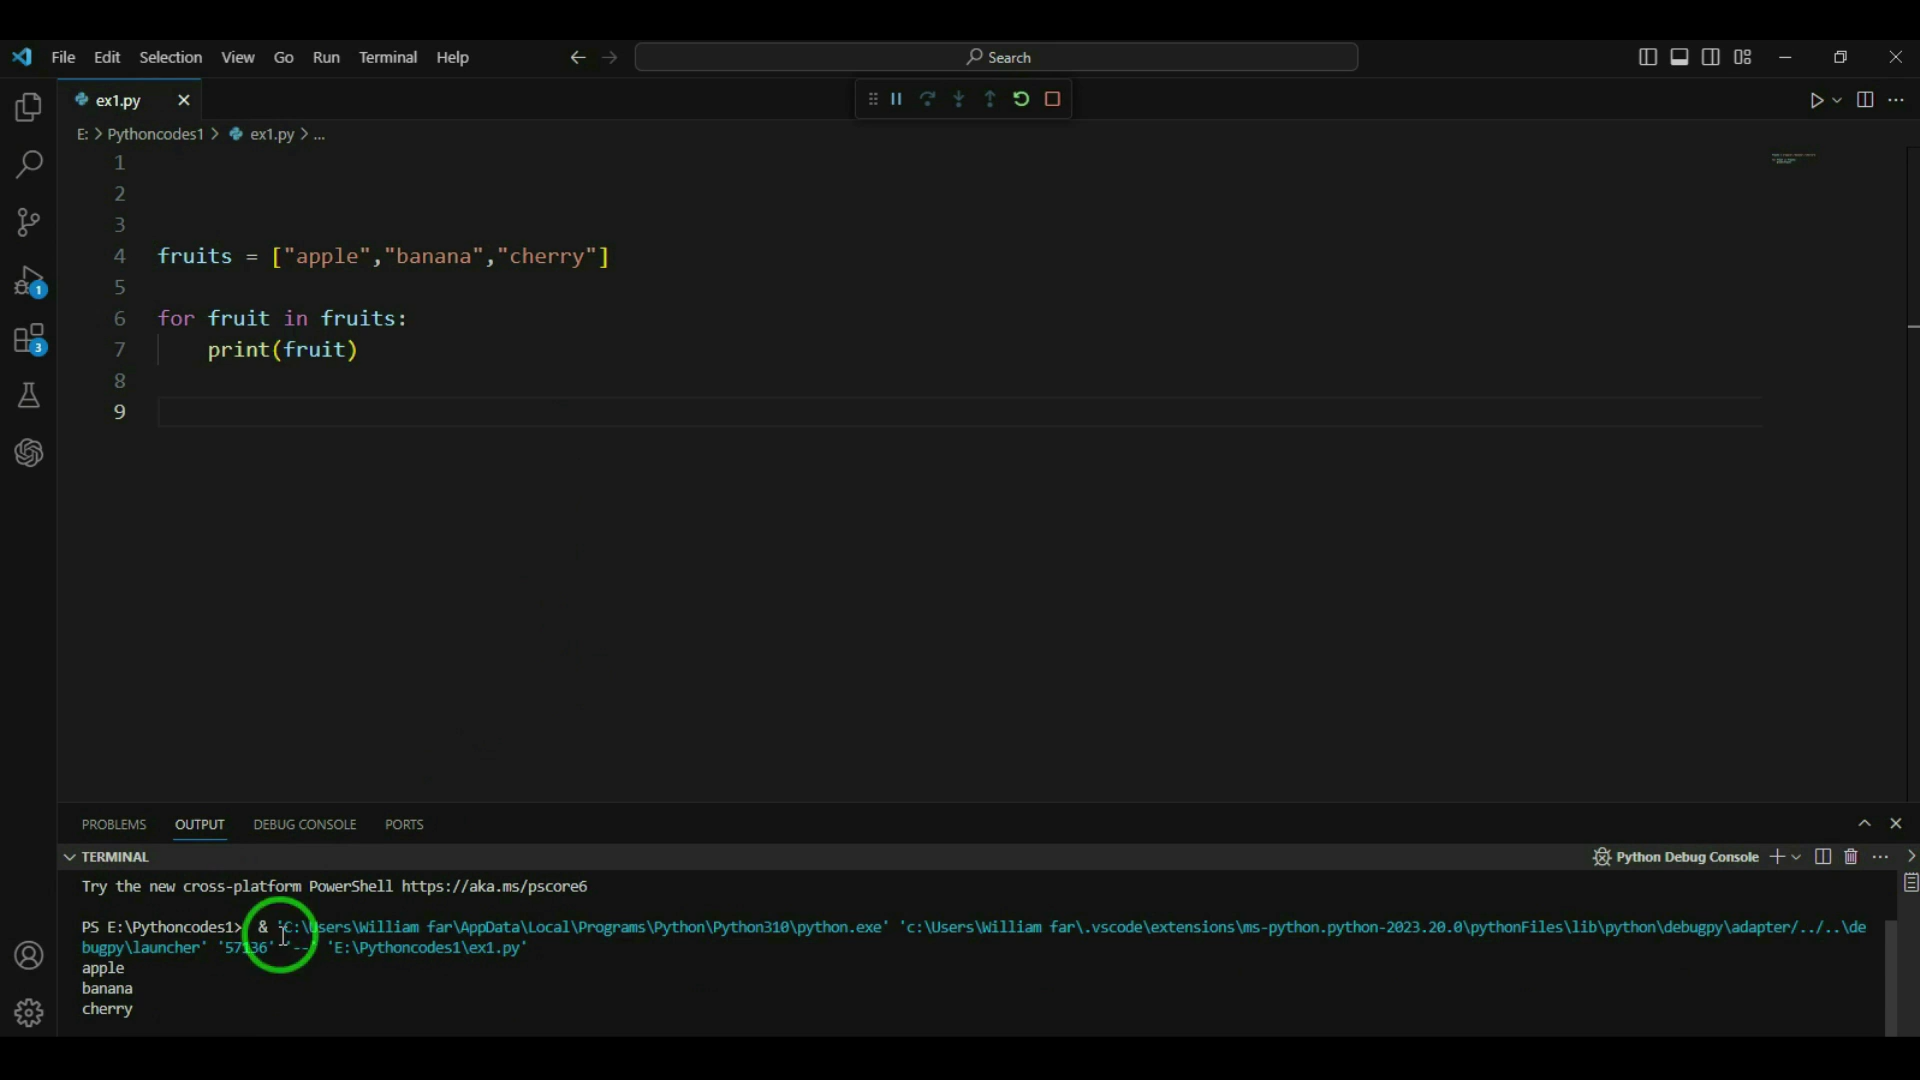 File Edit Selection View Go Run Terminal Help Search
ex1.py
E: > Pythoncodes1 > ex1.py > ...
1
2
3
4 fruits = ["apple","banana","cherry"]
5
6 for fruit in fruits:
7 print(fruit)
8
9
1
3
PROBLEMS OUTPUT DEBUG CONSOLE PORTS
TERMINAL Python Debug Console
Try the new cross-platform PowerShell https://aka.ms/pscore6
PS E:\Pythoncodes1> & 'C:\Users\William far\AppData\Local\Programs\Python\Python310\python.exe' 'c:\Users\William far\.vscode\extensions\ms-python.python-2023.20.0\pythonFiles\lib\python\debugpy\adapter/../..\de
bugpy\launcher' '57136' '--' 'E:\Pythoncodes1\ex1.py'
apple
banana
cherry